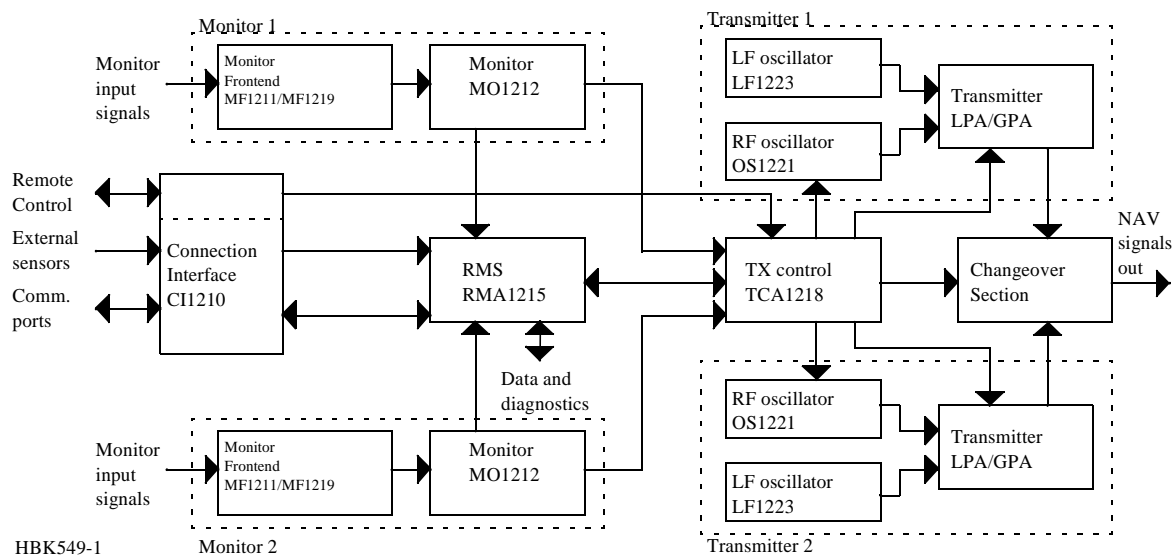 Monitor 1
Monitor
input
signals
Monitor
Frontend
MF1211/MF1219
Monitor
MO1212
Transmitter 1
LF oscillator
LF1223
RF oscillator
OS1221
Transmitter
LPA/GPA
Remote
Control
External
sensors
Comm.
ports
Connection
Interface
CI1210
RMS
RMA1215
Data and
diagnostics
TX control
TCA1218
Changeover
Section
NAV
signals
out
Monitor
input
signals
Monitor
Frontend
MF1211/MF1219
Monitor
MO1212
Monitor 2
RF oscillator
OS1221
LF oscillator
LF1223
Transmitter
LPA/GPA
Transmitter 2
HBK549-1